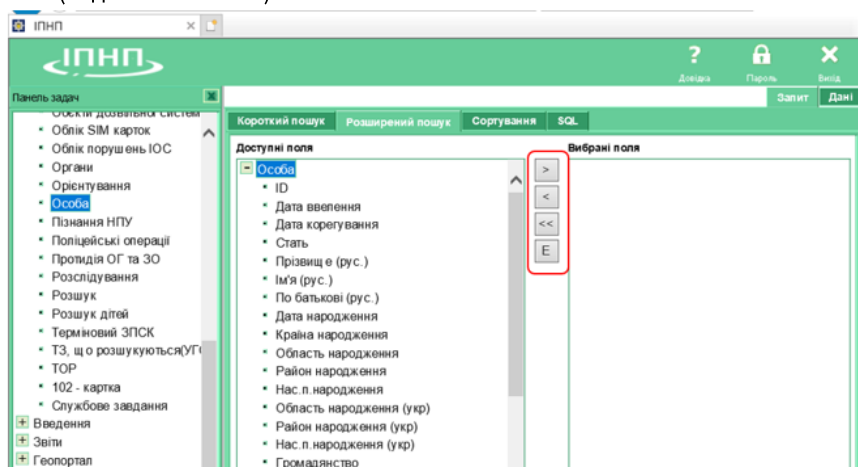 ІПНП
ІПНП
?
Довідка
Пароль
Вихід
Панель задач
Запит
Дані
Облік SIM карток
Облік порушень ІОС
Органи
Орієнтування
Особа
Пізнання НПУ
Поліцейські операції
Протидія ОГ та ЗО
Розслідування
Розшук
Розшук дітей
Терміновий ЗПСК
ТЗ, що розшукуються(УГ
ТОР
102 - картка
Службове завдання
Введення
Звіти
Геопортал
Короткий пошук
Розширений пошук
Сортування
SQL
Доступні поля
Особа
ID
Дата введення
Дата корегування
Стать
Прізвище (рус.)
Ім'я (рус.)
По батькові (рус.)
Дата народження
Країна народження
Область народження
Район народження
Нас.п.народження
Область народження (укр)
Район народження (укр)
Нас.п.народження (укр)
Громадянство
>
<
<<
E
Вибрані поля